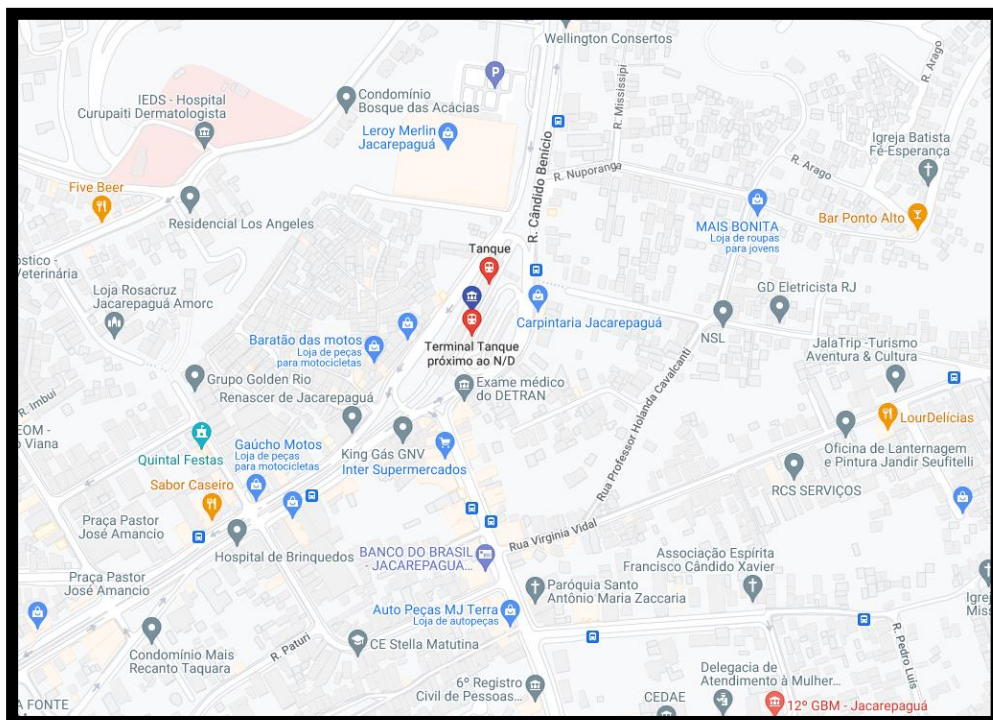 Wellington Consertos
R. Arago
P
R. Mississipi
IEDS - Hospital
Curupaiti Dermatologista
Condomínio
Bosque das Acácias
Leroy Merlin
Jacarepaguá
R. Cândido Benício
Igreja Batista
Fé-Esperança
R. Arago
R. Nuporanga
Five Beer
Residencial Los Angeles
MAIS BONITA
Loja de roupas
para jovens
Bar Ponto Alto
Tanque
óstico -
Veterinária
Loja Rosacruz
Jacarepaguá Amorc
GD Eletricista RJ
Carpintaria Jacarepaguá
Baratão das motos
Loja de peças
para motocicletas
Terminal Tanque
próximo ao N/D
NSL
JalaTrip -Turismo
Aventura & Cultura
Grupo Golden Rio
Renascer de Jacarepaguá
Exame médico
do DETRAN
R. Imbuí
Rua Professor Holanda Cavalcanti
LourDelícias
EOM -
o Viana
Quintal Festas
Gaúcho Motos
Loja de peças
para motocicletas
King Gás GNV
Inter Supermercados
Oficina de Lanternagem
e Pintura Jandir Seufitelli
Sabor Caseiro
RCS SERVIÇOS
Praça Pastor
José Amancio
Hospital de Brinquedos
Rua Virginia Vidal
BANCO DO BRASIL
- JACAREPAGUA...
Associação Espírita
Francisco Cândido Xavier
Praça Pastor
José Amancio
Paróquia Santo
Antônio Maria Zaccaria
Igre
Miss
Auto Peças MJ Terra
Loja de autopeças
R. Paturi
CE Stella Matutina
R. Pedro Luís
Condomínio Mais
Recanto Taquara
6º Registro
Civil de Pessoas...
Delegacia de
Atendimento à Mulher...
CEDAE
12º GBM - Jacarepaguá
A FONTE